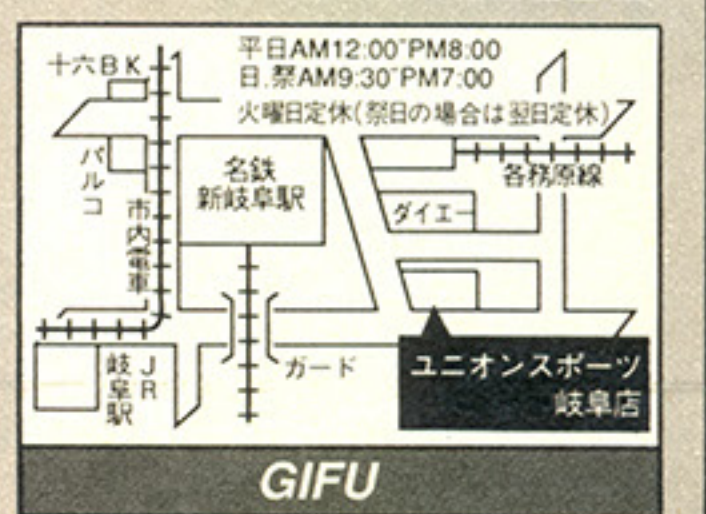 平日AM12:00~PM8:00
日.祭AM9:30~PM7:00
火曜日定休(祭日の場合は翌日定休)
十六BK
パルコ
市内電車
名鉄
新岐阜駅
各務原線
ダイエー
JR
岐阜駅
ガード
ユニオンスポーツ
岐阜店
GIFU